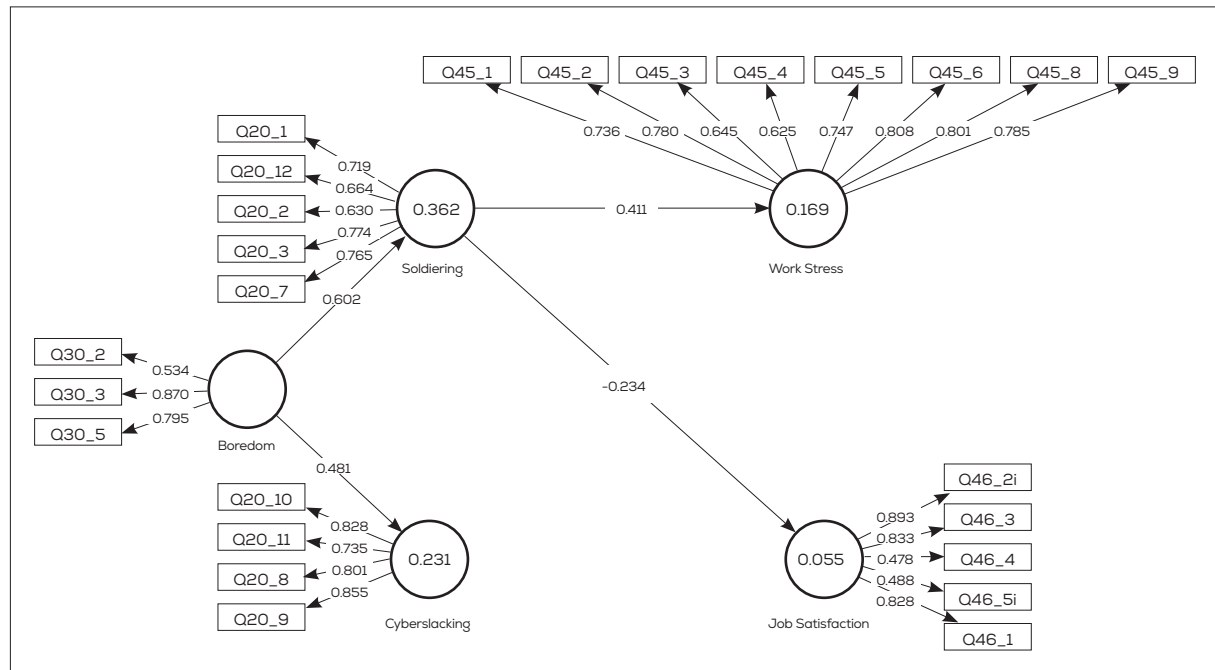 Q45_1 Q45_2 Q45_3 Q45_4 Q45_5 Q45_6 Q45_8 Q45_9
0.736 0.780 0.645 0.625 0.747 0.808 0.801 0.785
Q20_1
Q20_12
Q20_2
Q20_3
Q20_7
0.719
0.664
0.630
0.774
0.765
0.362
Soldiering
0.411
0.169
Work Stress
0.602
Q30_2
Q30_3
Q30_5
0.534
0.870
0.795
Boredom
-0.234
0.481
Q20_10
Q20_11
Q20_8
Q20_9
0.828
0.735
0.801
0.855
0.231
Cyberslacking
0.055
Job Satisfaction
0.893
0.833
0.478
0.488
0.828
Q46_2i
Q46_3
Q46_4
Q46_5i
Q46_1